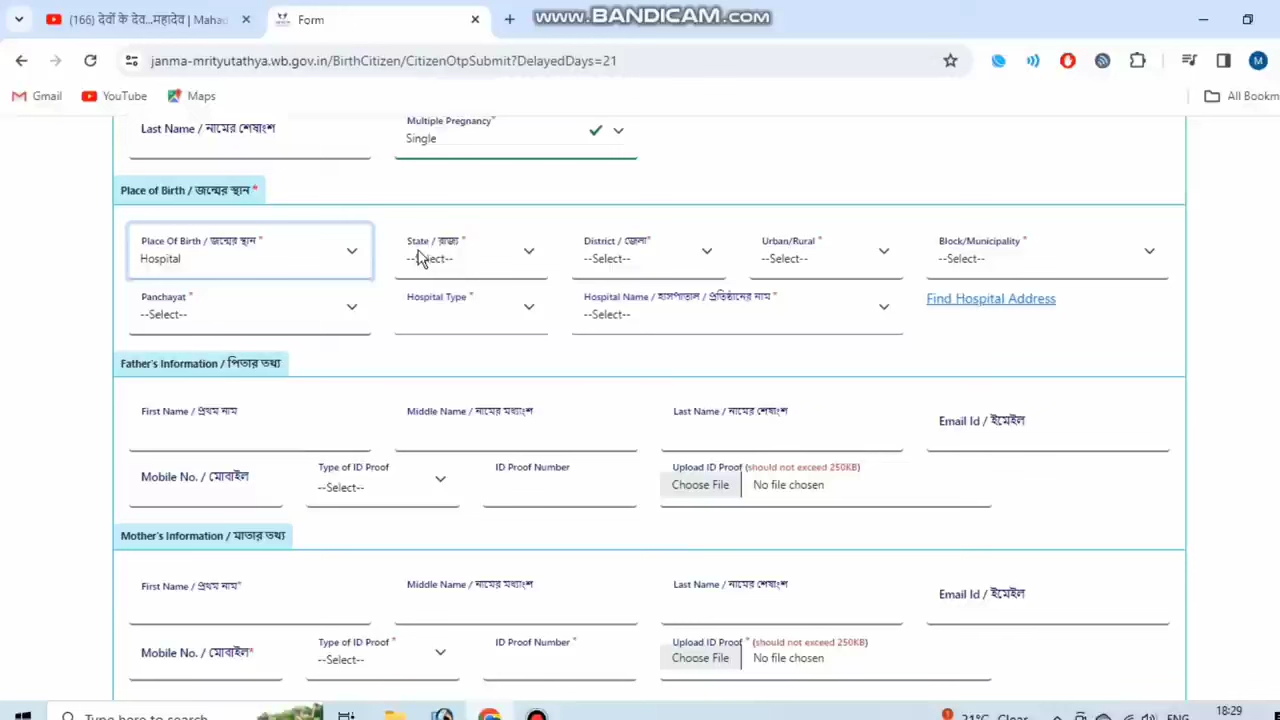 (166) देवों के देव...महादेव | Mahad
Form
WWW.BANDICAM.COM
janma-mrityutathya.wb.gov.in/BirthCitizen/CitizenOtpSubmit?DelayedDays=21
M
Gmail
YouTube
Maps
All Bookm
Last Name / নামের শেষাংশ
Multiple Pregnancy*
Single
Place of Birth / জন্মের স্থান *
Place Of Birth / জন্মের স্থান *
Hospital
State / রাজ্য *
District / জেলা*
--Select--
Urban/Rural *
--Select--
Block/Municipality *
--Select--
Panchayat *
--Select--
Hospital Type *
Hospital Name / হাসপাতাল / প্রতিষ্ঠানের নাম *
--Select--
Find Hospital Address
Father's Information / পিতার তথ্য
First Name / প্রথম নাম
Middle Name / নামের মধ্যাংশ
Last Name / নামের শেষাংশ
Email Id / ইমেইল
Mobile No. / মোবাইল
Type of ID Proof
--Select--
ID Proof Number
Upload ID Proof (should not exceed 250KB)
Choose File No file chosen
Mother's Information / মাতার তথ্য
First Name / প্রথম নাম*
Middle Name / নামের মধ্যাংশ
Last Name / নামের শেষাংশ
Email Id / ইমেইল
Mobile No. / মোবাইল*
Type of ID Proof *
--Select--
ID Proof Number *
Upload ID Proof * (should not exceed 250KB)
Choose File No file chosen
Type here to search
21°C Clear
ENG
18:29